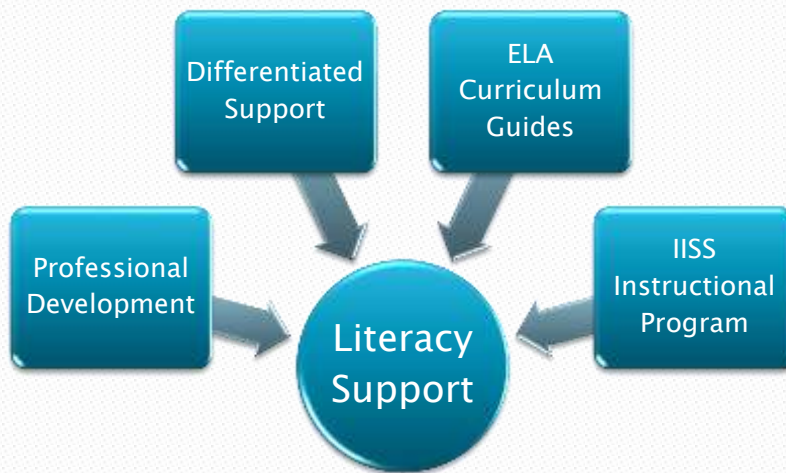 Differentiated
Support
ELA
Curriculum
Guides
Professional
Development
IISS
Instructional
Program
Literacy
Support